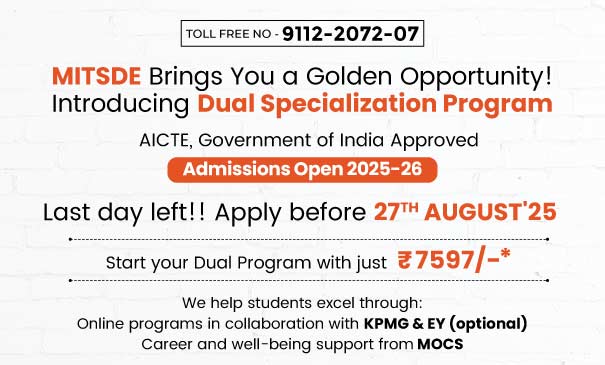 TOLL FREE NO - 9112-2072-07
MITSDE Brings You a Golden Opportunity!
Introducing Dual Specialization Program
AICTE, Government of India Approved
Admissions Open 2025-26
Last day left!! Apply before 27TH AUGUST'25
Start your Dual Program with just ₹7597/-*
We help students excel through:
Online programs in collaboration with KPMG & EY (optional)
Career and well-being support from MOCS